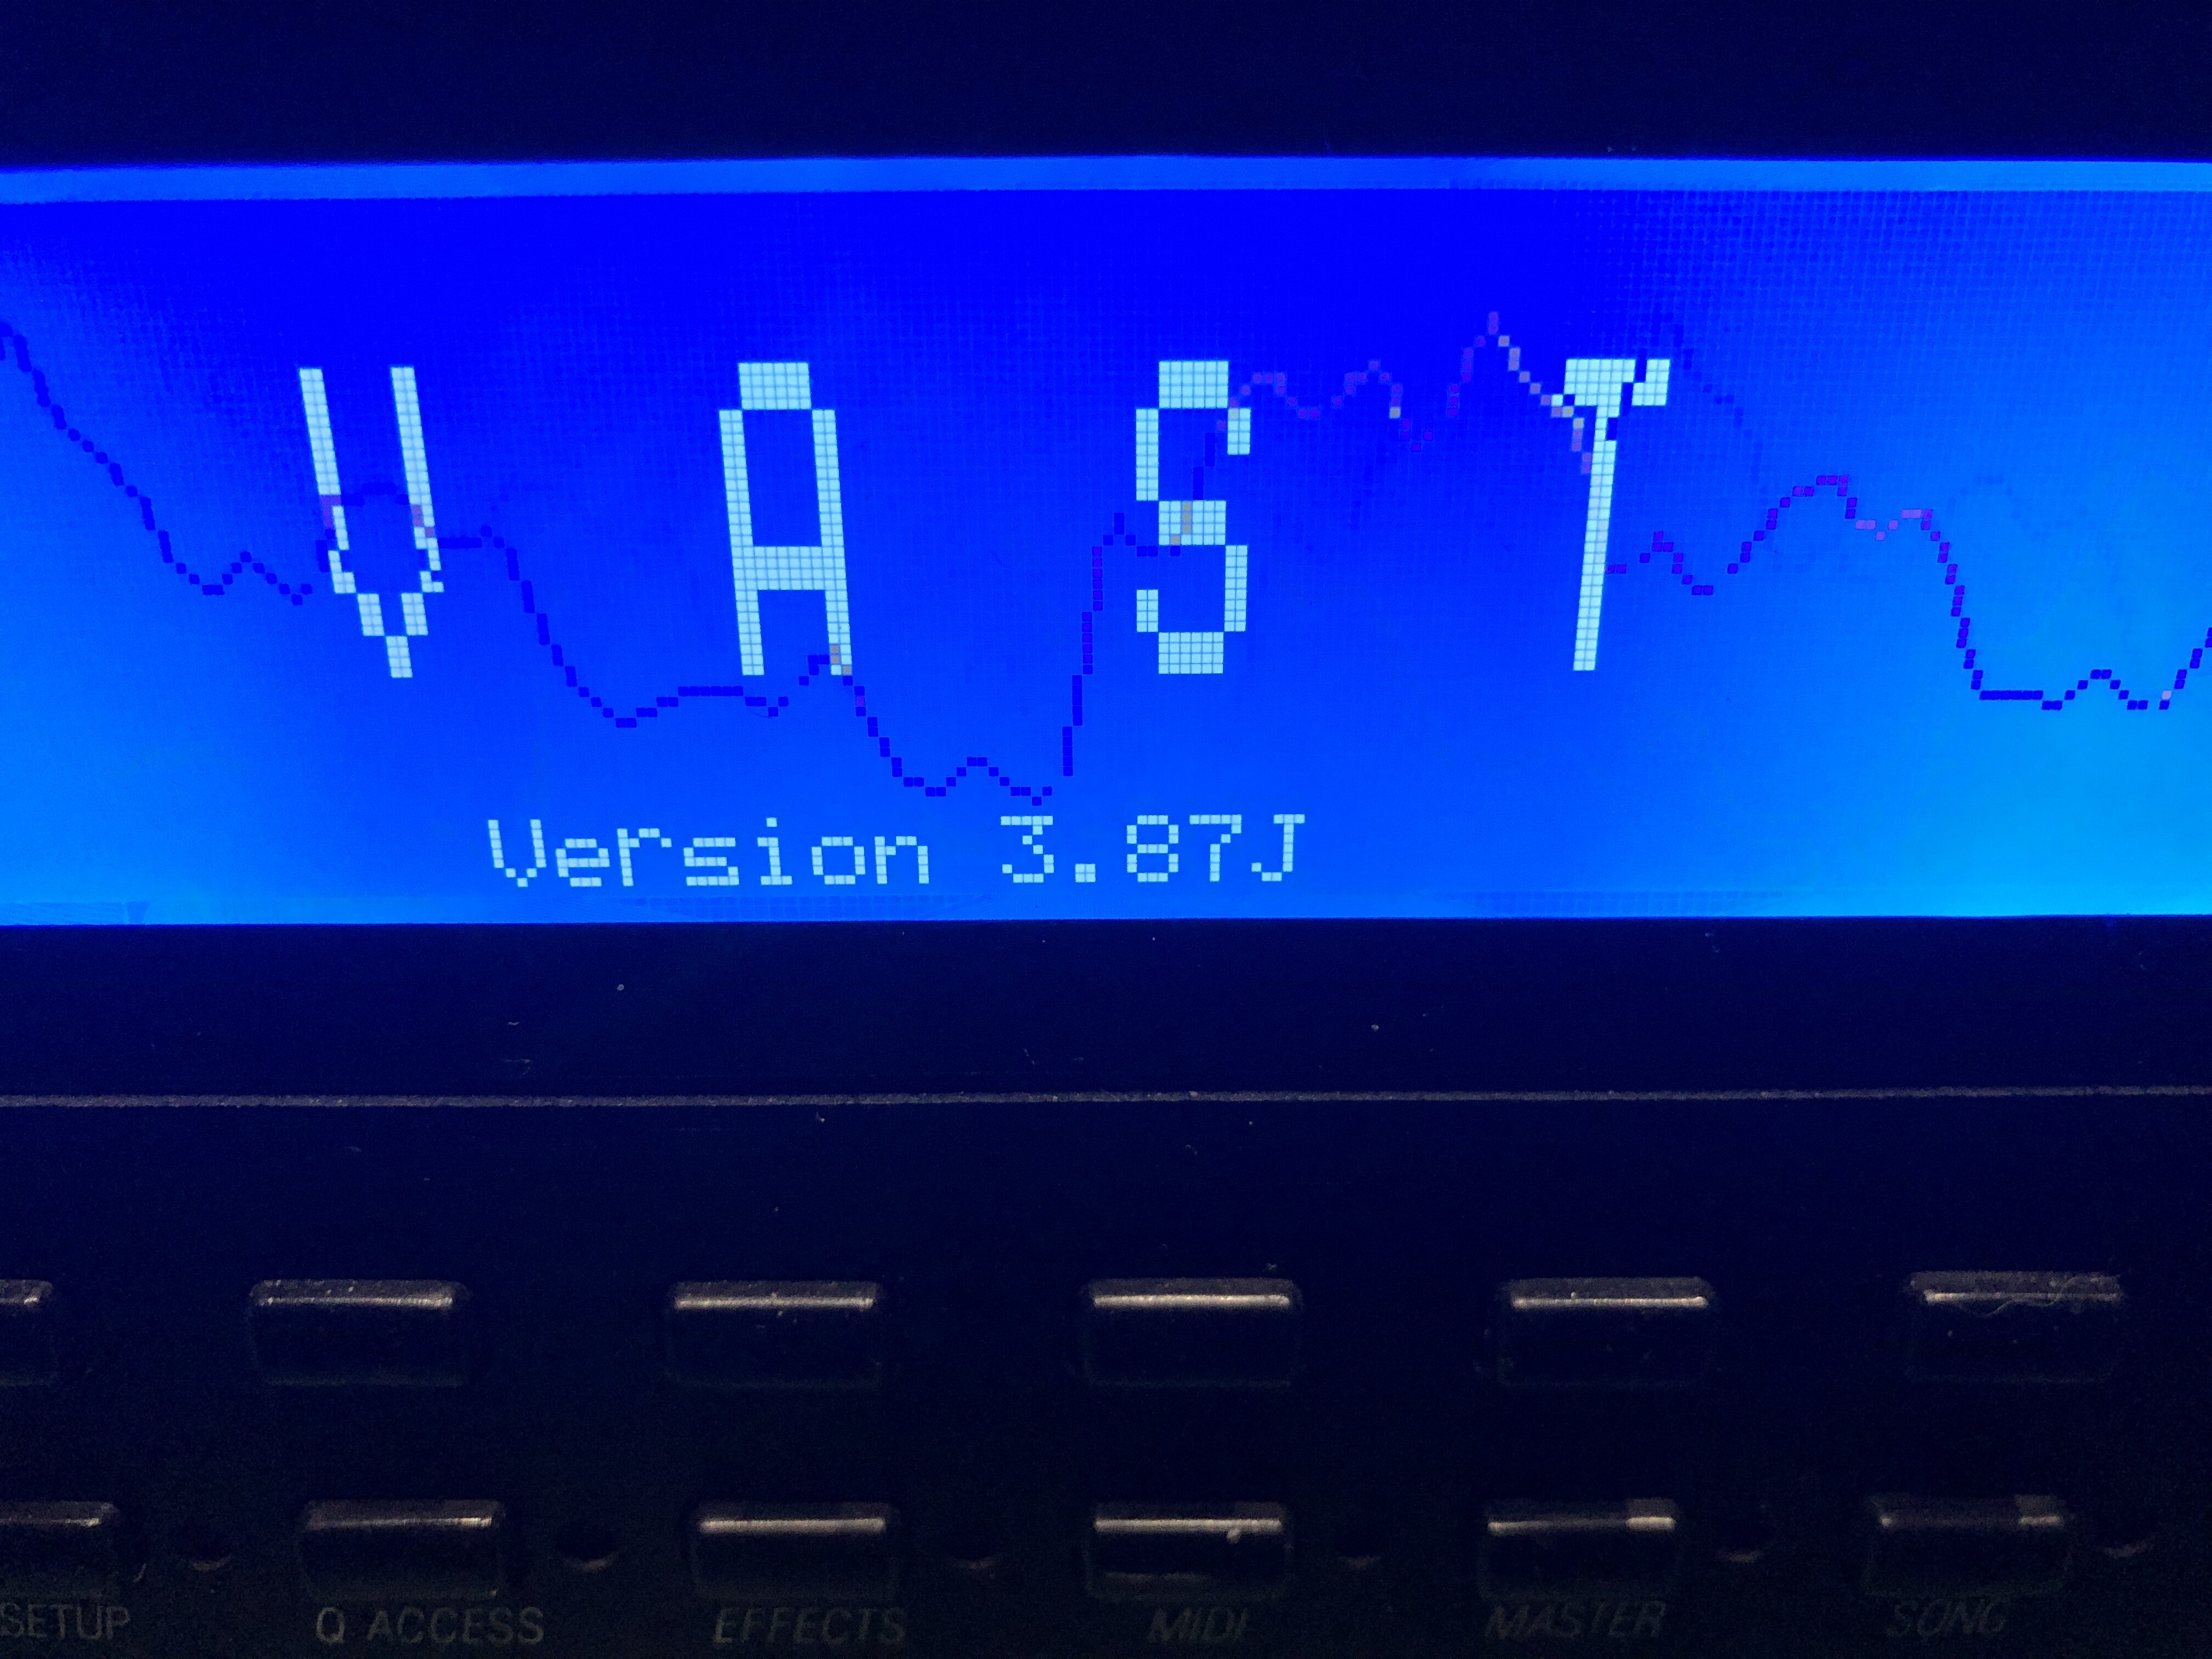 VAST
Version 3.87J
SETUP Q ACCESS EFFECTS MIDI MASTER SONG